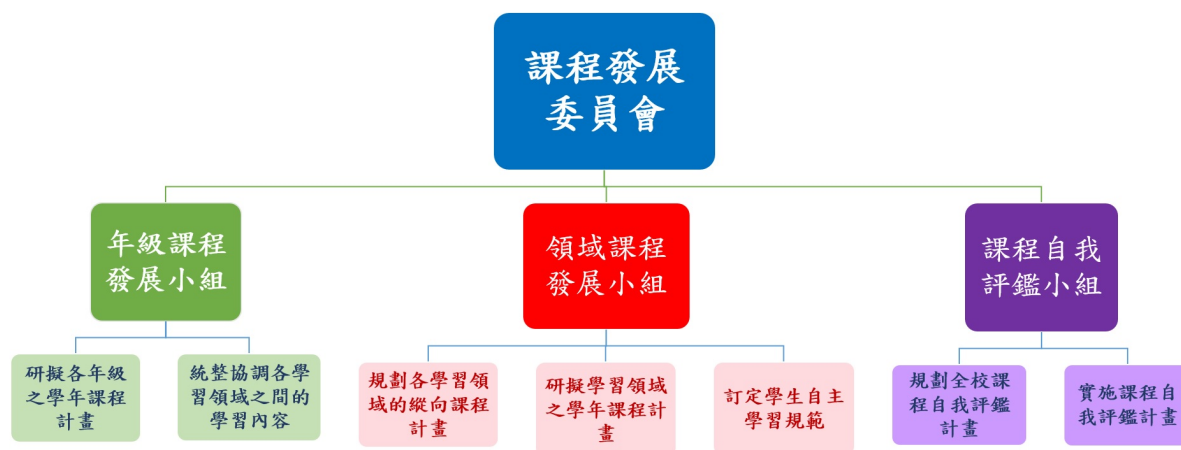 課程發展
委員會
年級課程
發展小組
領域課程
發展小組
課程自我
評鑑小組
研擬各年級
之學年課程
計畫
統整協調各學
習領域之間的
學習內容
規劃各學習領
域的縱向課程
計畫
研擬學習領域
之學年課程計
畫
訂定學生自主
學習規範
規劃全校課
程自我評鑑
計畫
實施課程自
我評鑑計畫